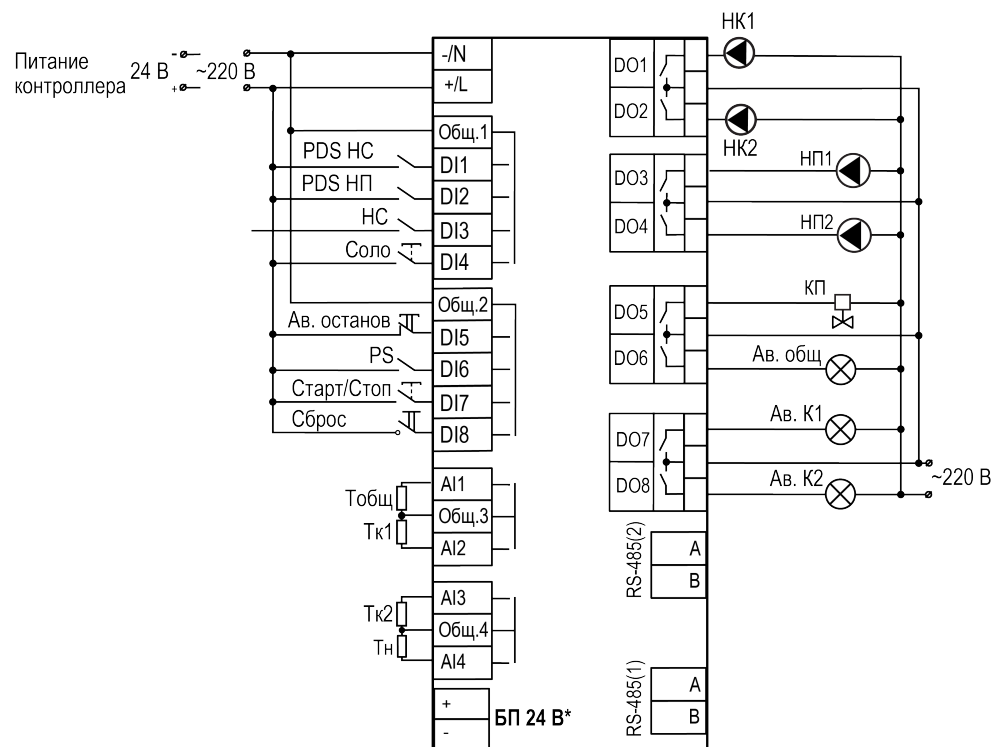 Питание
контроллера
-
+
24 В
~220 В
-/N
+/L
Общ.1
PDS НС
DI1
PDS НП
DI2
НС
DI3
Соло
DI4
Общ.2
Ав. останов
DI5
PS
DI6
Старт/Стоп
DI7
Сброс
DI8
Тобщ
AI1
Общ.3
Тк1
AI2
Тк2
AI3
Общ.4
Тн
AI4
+
-
БП 24 В*
НК1
DO1
DO2
НК2
НП1
DO3
DO4
НП2
КП
DO5
DO6
Ав. общ
Ав. К1
DO7
DO8
Ав. К2
~220 В
RS-485(2)
A
B
RS-485(1)
A
B